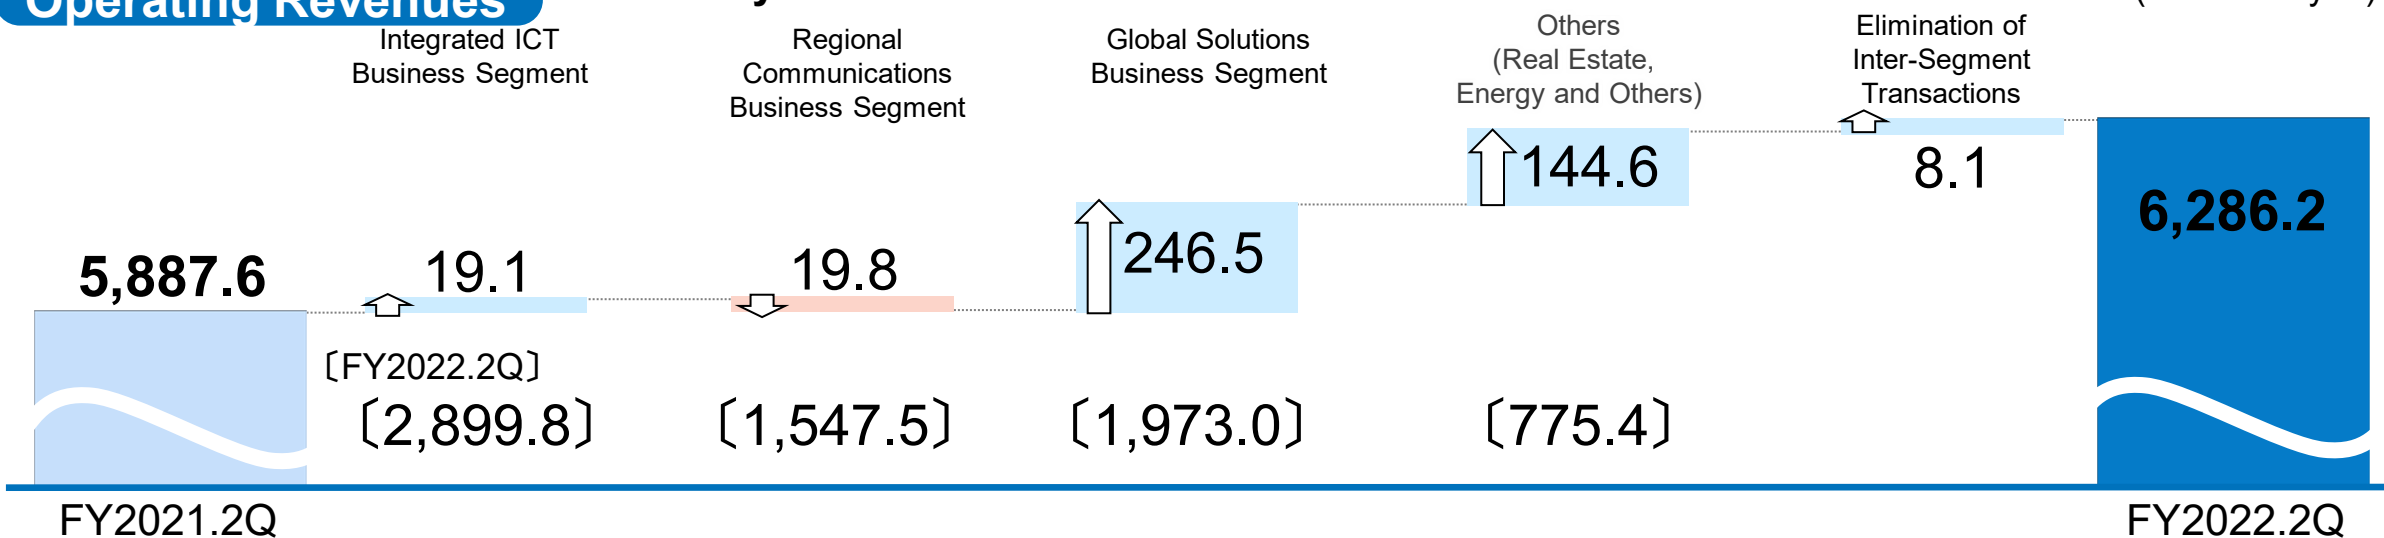 Operating Revenues
Integrated ICT
Business Segment
Regional
Communications
Business Segment
Global Solutions
Business Segment
Others
(Real Estate,
Energy and Others)
Elimination of
Inter-Segment
Transactions
5,887.6
19.1
19.8
246.5
144.6
8.1
6,286.2
〔FY2022.2Q〕
〔2,899.8〕
〔1,547.5〕
〔1,973.0〕
〔775.4〕
FY2021.2Q
FY2022.2Q